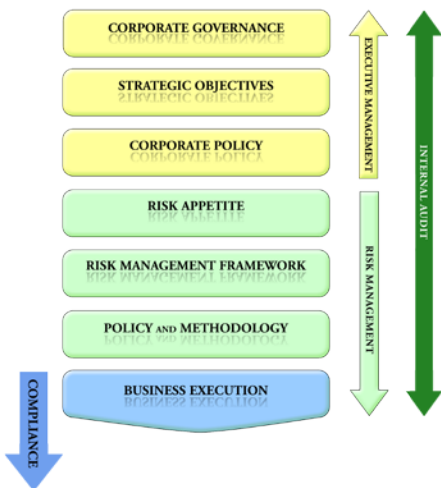 CORPORATE GOVERNANCE
STRATEGIC OBJECTIVES
CORPORATE POLICY
RISK APPETITE
RISK MANAGEMENT FRAMEWORK
POLICY AND METHODOLOGY
BUSINESS EXECUTION
COMPLIANCE
EXECUTIVE MANAGEMENT
RISK MANAGEMENT
INTERNAL AUDIT